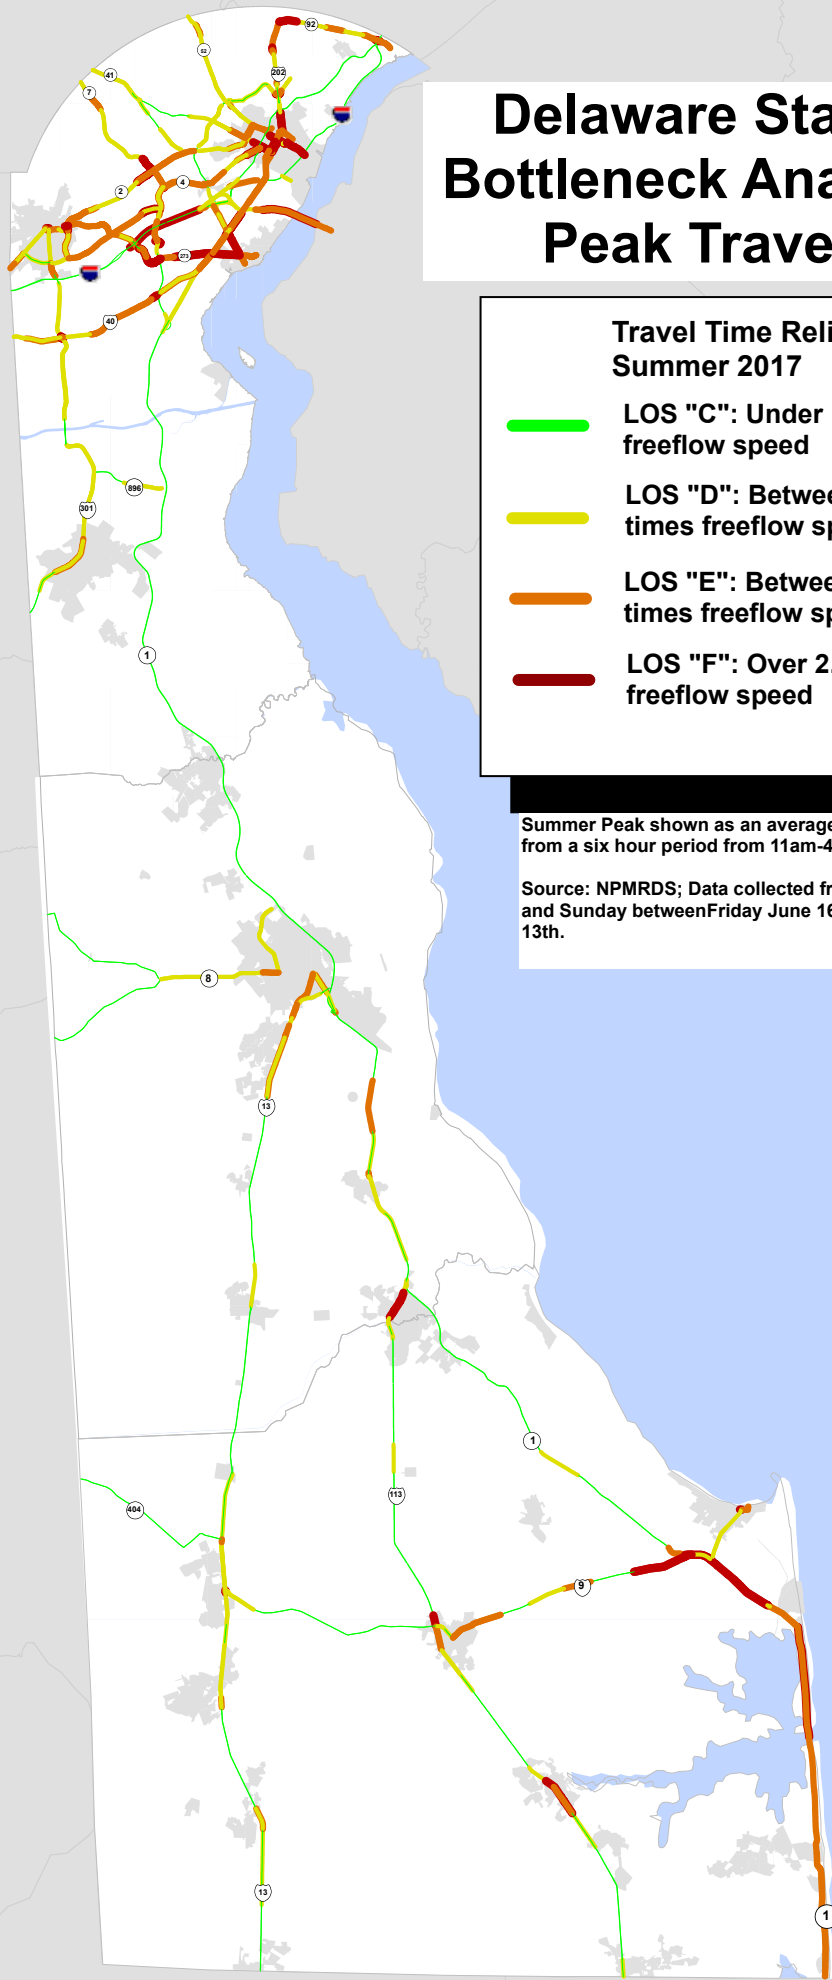 Delaware Sta
Bottleneck Ana
Peak Trave
Travel Time Reli
Summer 2017
LOS "C": Under
freeflow speed
LOS "D": Betwee
times freeflow sp
LOS "E": Betwee
times freeflow sp
LOS "F": Over 2.
freeflow speed
Summer Peak shown as an average
from a six hour period from 11am-4
Source: NPMRDS; Data collected fr
and Sunday betweenFriday June 16
13th.
92
52
202
41
7
2
4
273
40
896
301
1
8
13
1
113
404
9
13
1